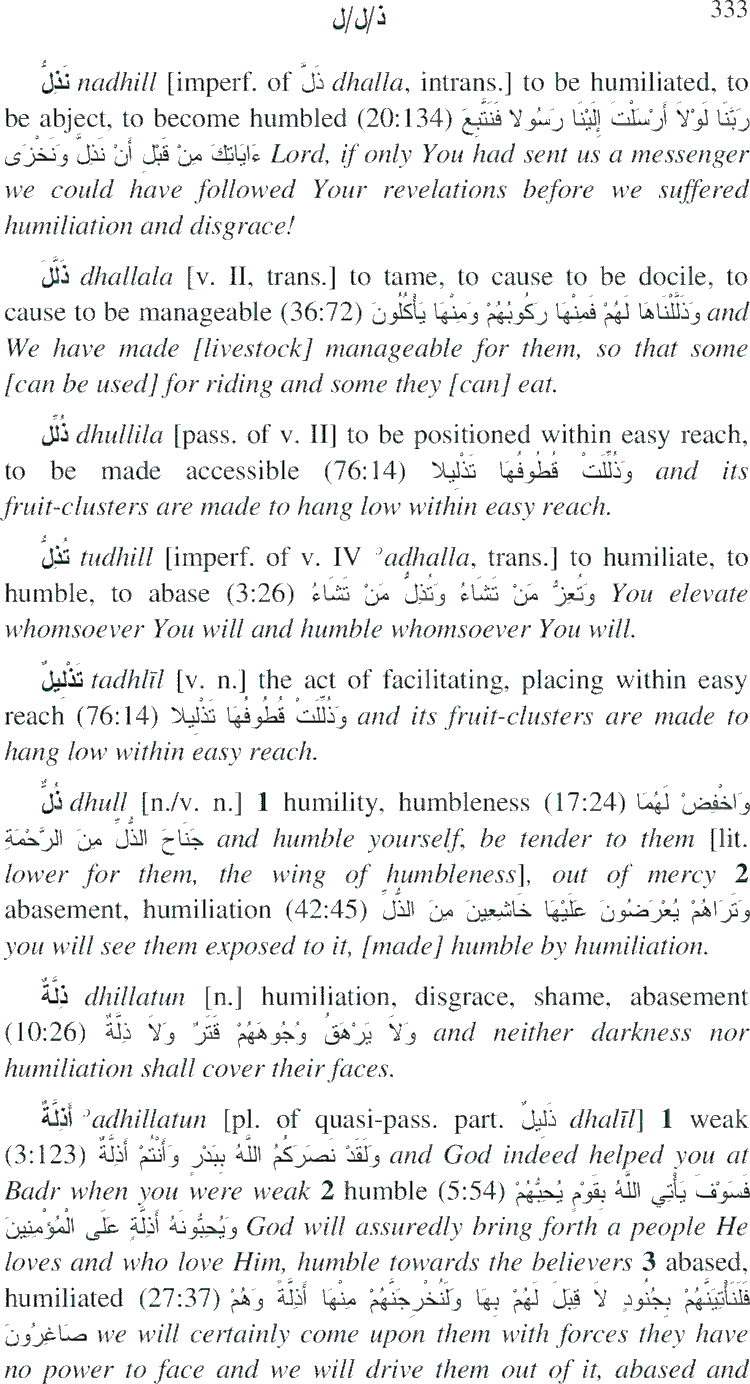 ذ/ل/ل 333
نَذِلُّ nadhill [imperf. of ذَلَّ dhalla, intrans.] to be humiliated, to
be abject, to become humbled (20:134) رَبَّنَا لَوْلاَ أَرْسَلْتَ إِلَيْنَا رَسُولا فَنَتَّبِعَ
ءَايَاتِكَ مِنْ قَبْلِ أَنْ نَذِلَّ وَنَخْزَى Lord, if only You had sent us a messenger
we could have followed Your revelations before we suffered
humiliation and disgrace!
ذَلَّلَ dhallala [v. II, trans.] to tame, to cause to be docile, to
cause to be manageable (36:72) وَذَلَّلْنَاهَا لَهُمْ فَمِنْهَا رَكُوبُهُمْ وَمِنْهَا يَأْكُلُونَ and
We have made [livestock] manageable for them, so that some
[can be used] for riding and some they [can] eat.
ذُلِّلَ dhullila [pass. of v. II] to be positioned within easy reach,
to be made accessible (76:14) وَذُلِّلَتْ قُطُوفُهَا تَذْلِيلا and its
fruit-clusters are made to hang low within easy reach.
تُذِلُّ tudhill [imperf. of v. IV ʾadhalla, trans.] to humiliate, to
humble, to abase (3:26) وَتُعِزُّ مَنْ تَشَاءُ وَتُذِلُّ مَنْ تَشَاءُ You elevate
whomsoever You will and humble whomsoever You will.
تَذْلِيلٌ tadhlīl [v. n.] the act of facilitating, placing within easy
reach (76:14) وَذُلِّلَتْ قُطُوفُهَا تَذْلِيلا and its fruit-clusters are made to
hang low within easy reach.
ذُلٌّ dhull [n./v. n.] 1 humility, humbleness (17:24) وَاخْفِضْ لَهُمَا
جَنَاحَ الذُّلِّ مِنَ الرَّحْمَةِ and humble yourself, be tender to them [lit.
lower for them, the wing of humbleness], out of mercy 2
abasement, humiliation (42:45) وَتَرَاهُمْ يُعْرَضُونَ عَلَيْهَا خَاشِعِينَ مِنَ الذُّلِّ
you will see them exposed to it, [made] humble by humiliation.
ذِلَّةٌ dhillatun [n.] humiliation, disgrace, shame, abasement
(10:26) وَلاَ يَرْهَقُ وُجُوهَهُمْ قَتَرٌ وَلاَ ذِلَّةٌ and neither darkness nor
humiliation shall cover their faces.
أَذِلَّةٌ ʾadhillatun [pl. of quasi-pass. part. ذَلِيلٌ dhalīl] 1 weak
(3:123) وَلَقَدْ نَصَرَكُمُ اللَّهُ بِبَدْرٍ وَأَنْتُمْ أَذِلَّةٌ and God indeed helped you at
Badr when you were weak 2 humble (5:54) فَسَوْفَ يَأْتِي اللَّهُ بِقَوْمٍ يُحِبُّهُمْ
وَيُحِبُّونَهُ أَذِلَّةٍ عَلَى الْمُؤْمِنِينَ God will assuredly bring forth a people He
loves and who love Him, humble towards the believers 3 abased,
humiliated (27:37) فَلَنَأْتِيَنَّهُمْ بِجُنُودٍ لاَ قِبَلَ لَهُمْ بِهَا وَلَنُخْرِجَنَّهُمْ مِنْهَا أَذِلَّةً وَهُمْ
صَاغِرُونَ we will certainly come upon them with forces they have
no power to face and we will drive them out of it, abased and